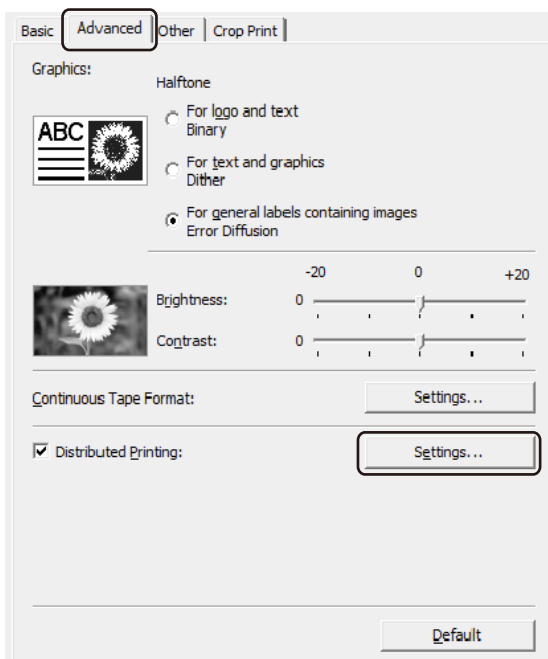 Basic Advanced Other Crop Print
Graphics:
Halftone
For logo and text
Binary
ABC
For text and graphics
Dither
For general labels containing images
Error Diffusion
-20 0 +20
Brightness: 0
Contrast: 0
Continuous Tape Format: Settings...
Distributed Printing: Settings...
Default